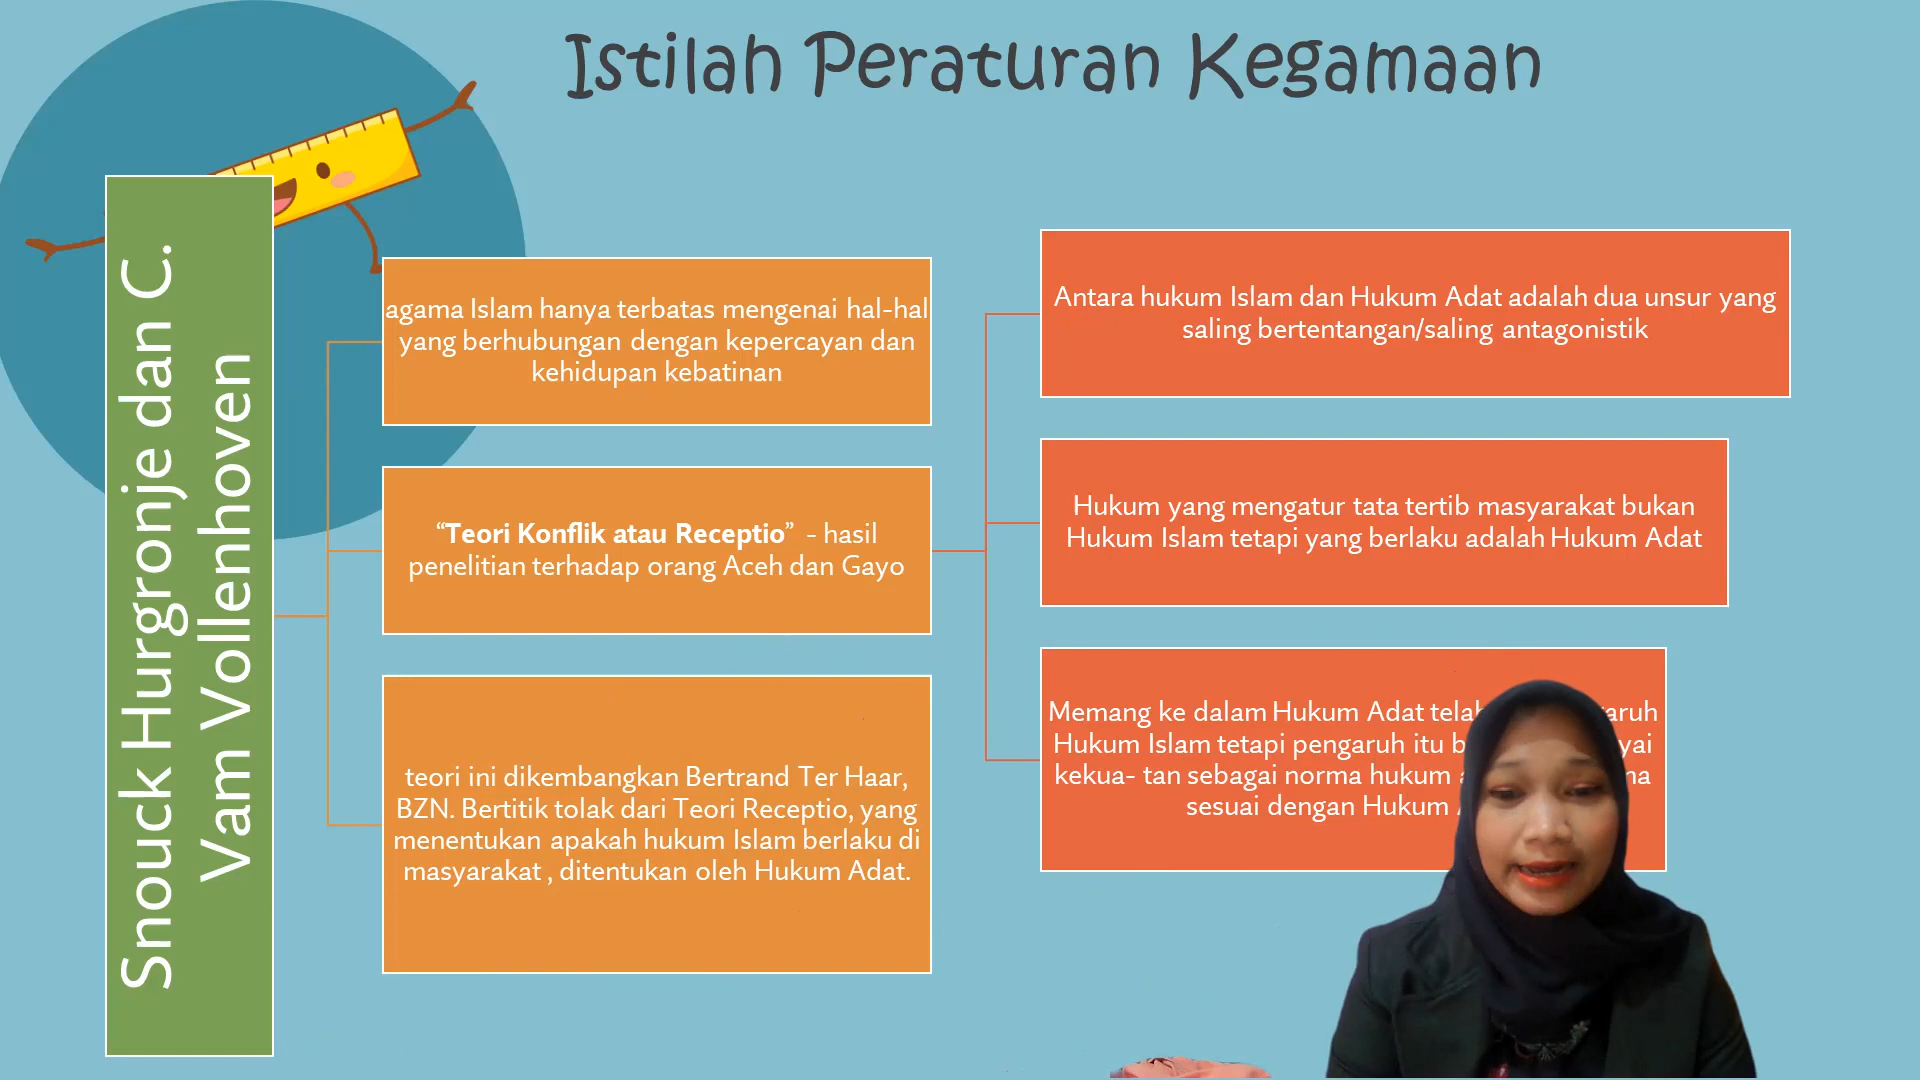 Istilah Peraturan Kegamaan
Snouck Hurgronje dan C.
Vam Vollenhoven
agama Islam hanya terbatas mengenai hal-hal
yang berhubungan dengan kepercayan dan
kehidupan kebatinan
“Teori Konflik atau Receptio” - hasil
penelitian terhadap orang Aceh dan Gayo
teori ini dikembangkan Bertrand Ter Haar,
BZN. Bertitik tolak dari Teori Receptio, yang
menentukan apakah hukum Islam berlaku di
masyarakat , ditentukan oleh Hukum Adat.
Antara hukum Islam dan Hukum Adat adalah dua unsur yang
saling bertentangan/saling antagonistik
Hukum yang mengatur tata tertib masyarakat bukan
Hukum Islam tetapi yang berlaku adalah Hukum Adat
Memang ke dalam Hukum Adat
Hukum Islam tetapi pengaruh itu
kekua- tan sebagai norma hukum
sesuai dengan Hukum